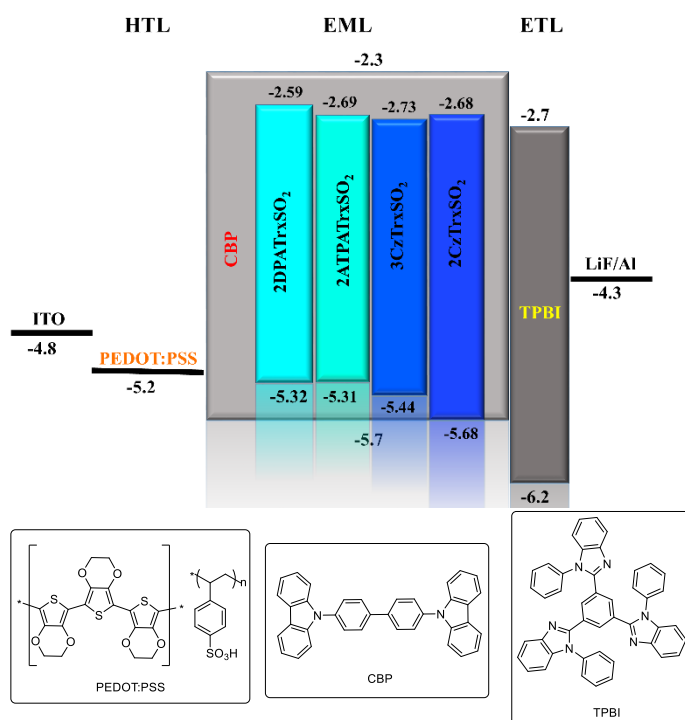 HTL EML ETL
-2.3
-2.59
-2.69 -2.73 -2.68
-2.7
CBP
2DPATrxSO₂
2ATPATrxSO₂
3CzTrxSO₂
2CzTrxSO₂
TPBI
LiF/Al
-4.3
ITO
-4.8
PEDOT:PSS
-5.2
-5.32 -5.31
-5.44
-5.68
-5.7
-6.2
* S S S * * n
O O
O O O O
SO₃H
PEDOT:PSS
N N
CBP
N N
N N
N N
TPBI